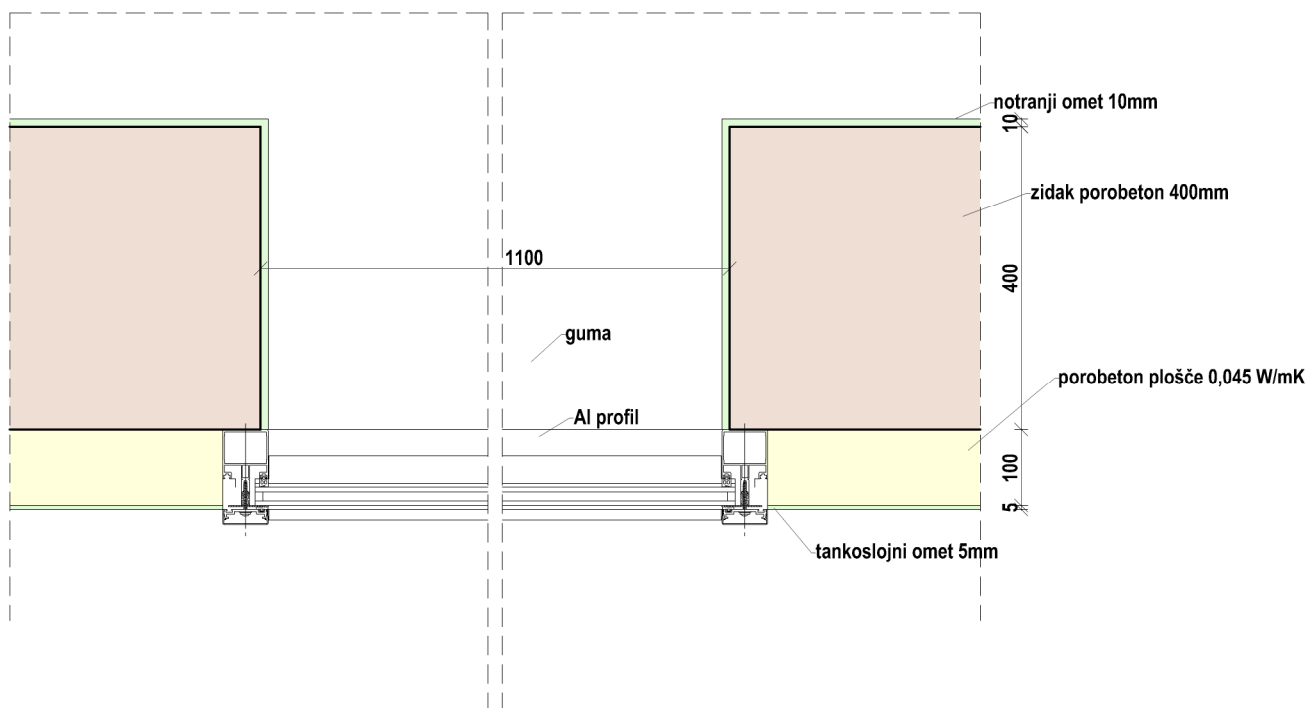 notranji omet 10mm
10
zidak porobeton 400mm
1100
400
guma
porobeton plošče 0,045 W/mK
Al profil
100
5
tankoslojni omet 5mm